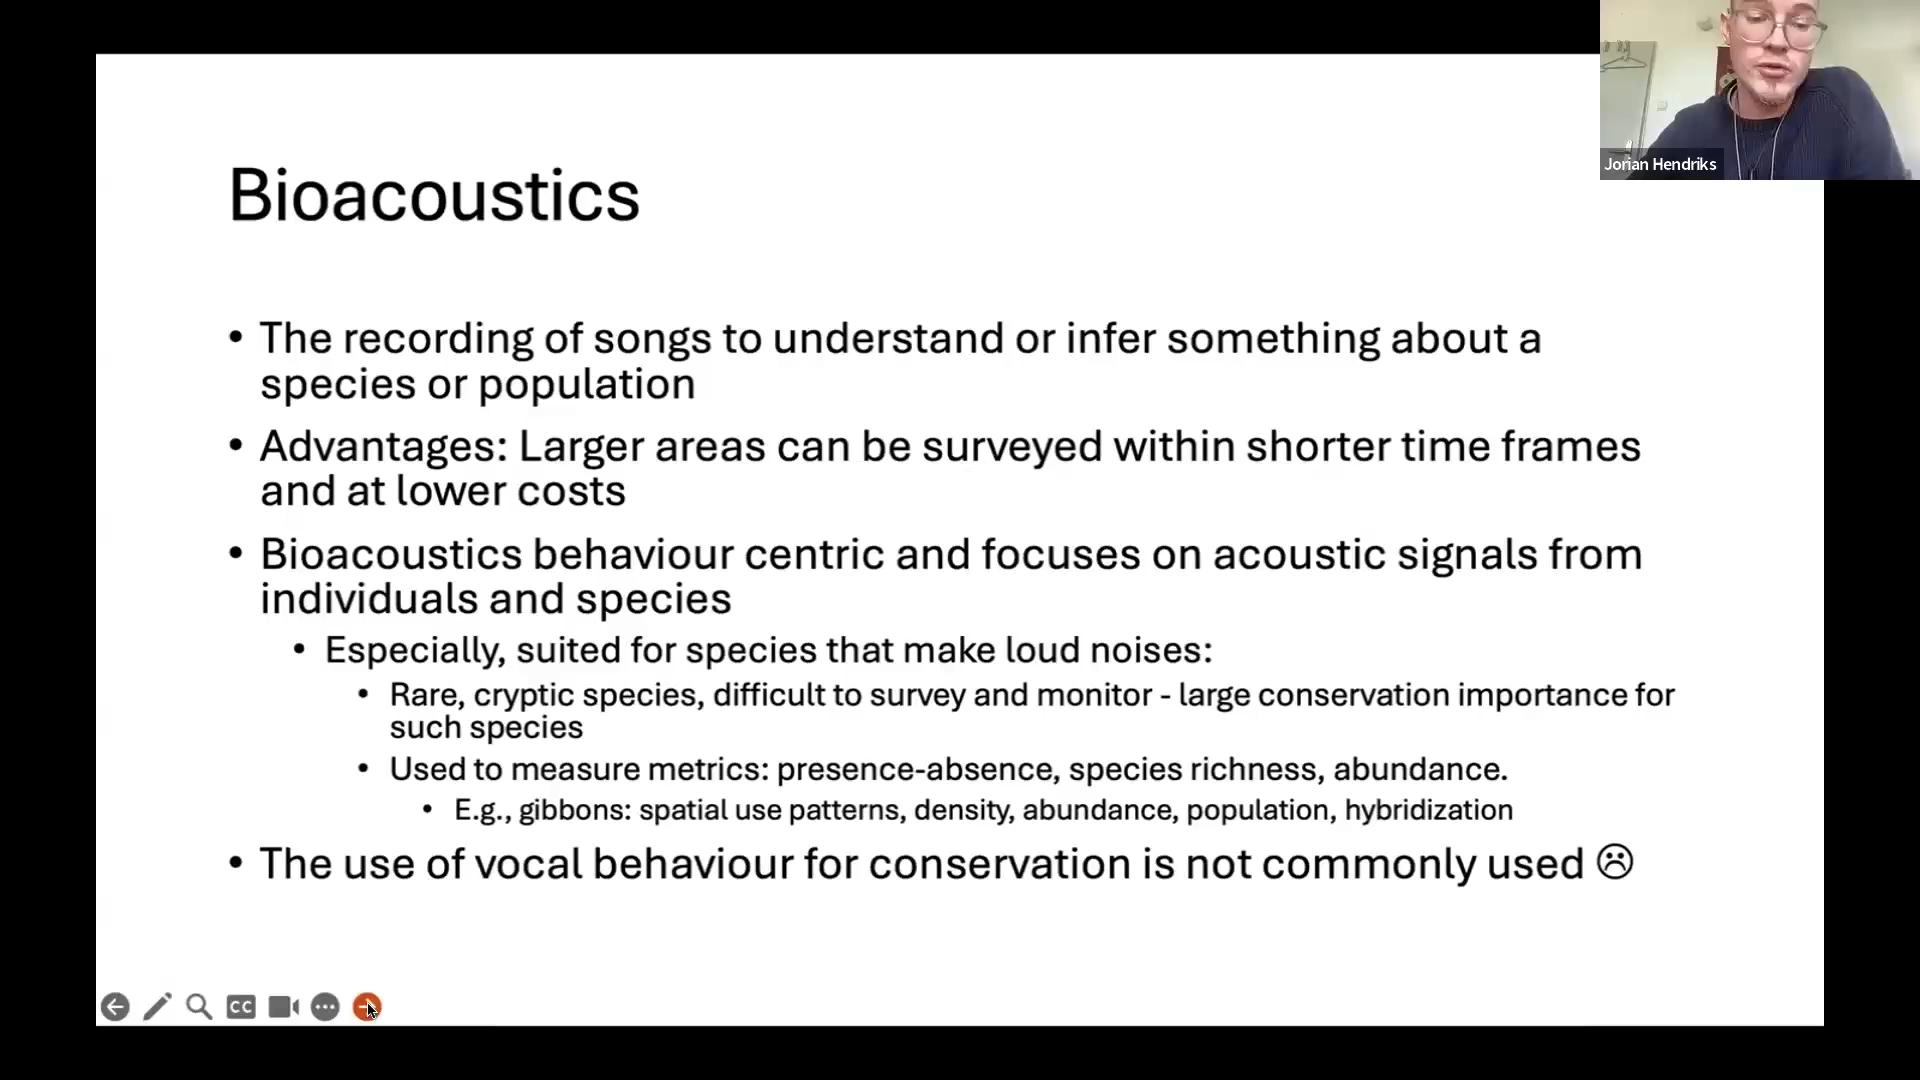 Jorian Hendriks
Bioacoustics
• The recording of songs to understand or infer something about a
species or population
• Advantages: Larger areas can be surveyed within shorter time frames
and at lower costs
• Bioacoustics behaviour centric and focuses on acoustic signals from
individuals and species
• Especially, suited for species that make loud noises:
• Rare, cryptic species, difficult to survey and monitor - large conservation importance for
such species
• Used to measure metrics: presence-absence, species richness, abundance.
• E.g., gibbons: spatial use patterns, density, abundance, population, hybridization
• The use of vocal behaviour for conservation is not commonly used ☹
CC